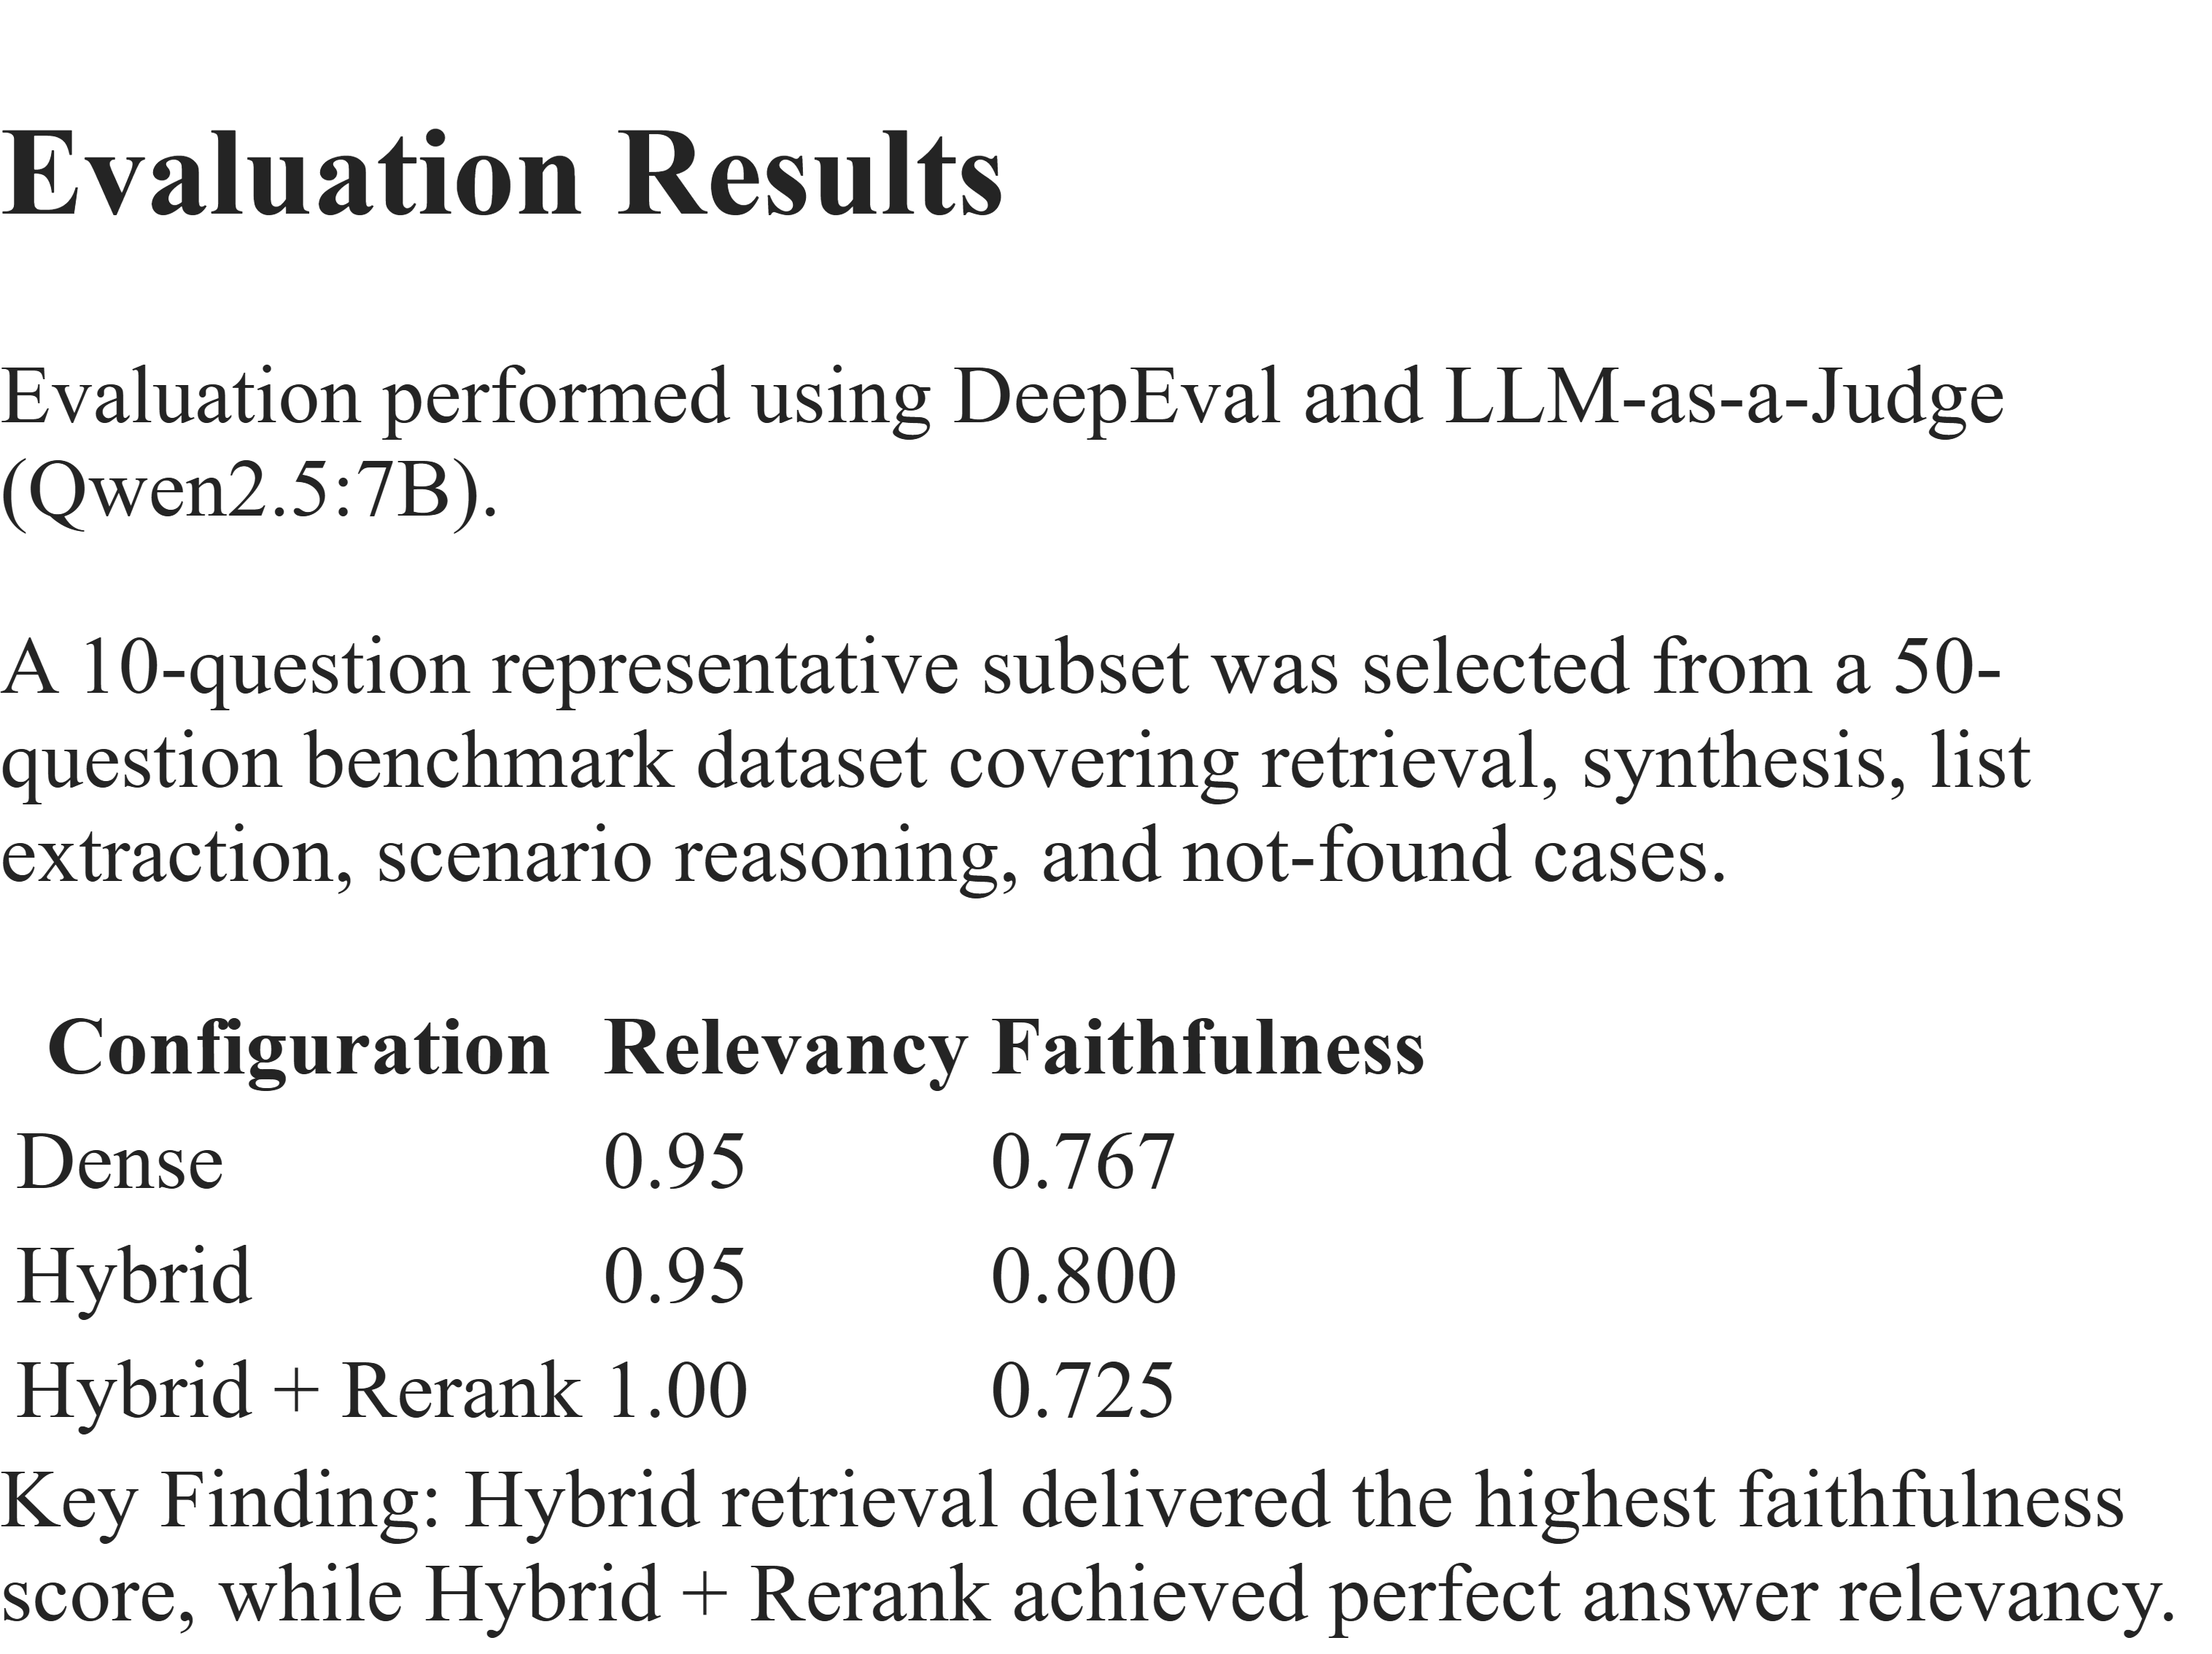 Evaluation Results
Evaluation performed using DeepEval and LLM-as-a-Judge
(Qwen2.5:7B).
A 10-question representative subset was selected from a 50-
question benchmark dataset covering retrieval, synthesis, list
extraction, scenario reasoning, and not-found cases.
Configuration Relevancy Faithfulness
Dense 0.95 0.767
Hybrid 0.95 0.800
Hybrid + Rerank 1.00 0.725
Key Finding: Hybrid retrieval delivered the highest faithfulness
score, while Hybrid + Rerank achieved perfect answer relevancy.